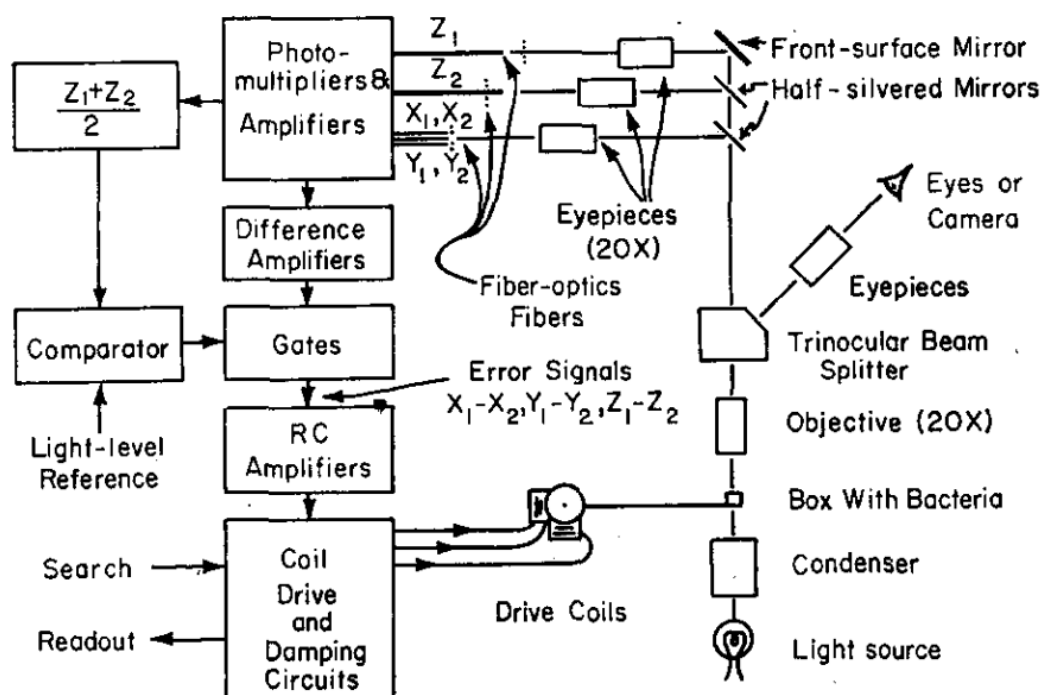 Z1
Z2
X1, X2
Y1, Y2
Photo-
multipliers &
Amplifiers
Z1+Z2
2
Front-surface Mirror
Half-silvered Mirrors
Eyepieces
(20X)
Fiber-optics
Fibers
Eyes or
Camera
Eyepieces
Difference
Amplifiers
Trinocular Beam
Splitter
Comparator
Gates
Error Signals
X1-X2,Y1-Y2,Z1-Z2
Objective (20X)
Light-level
Reference
RC
Amplifiers
Box With Bacteria
Search
Readout
Coil
Drive
and
Damping
Circuits
Drive Coils
Condenser
Light source